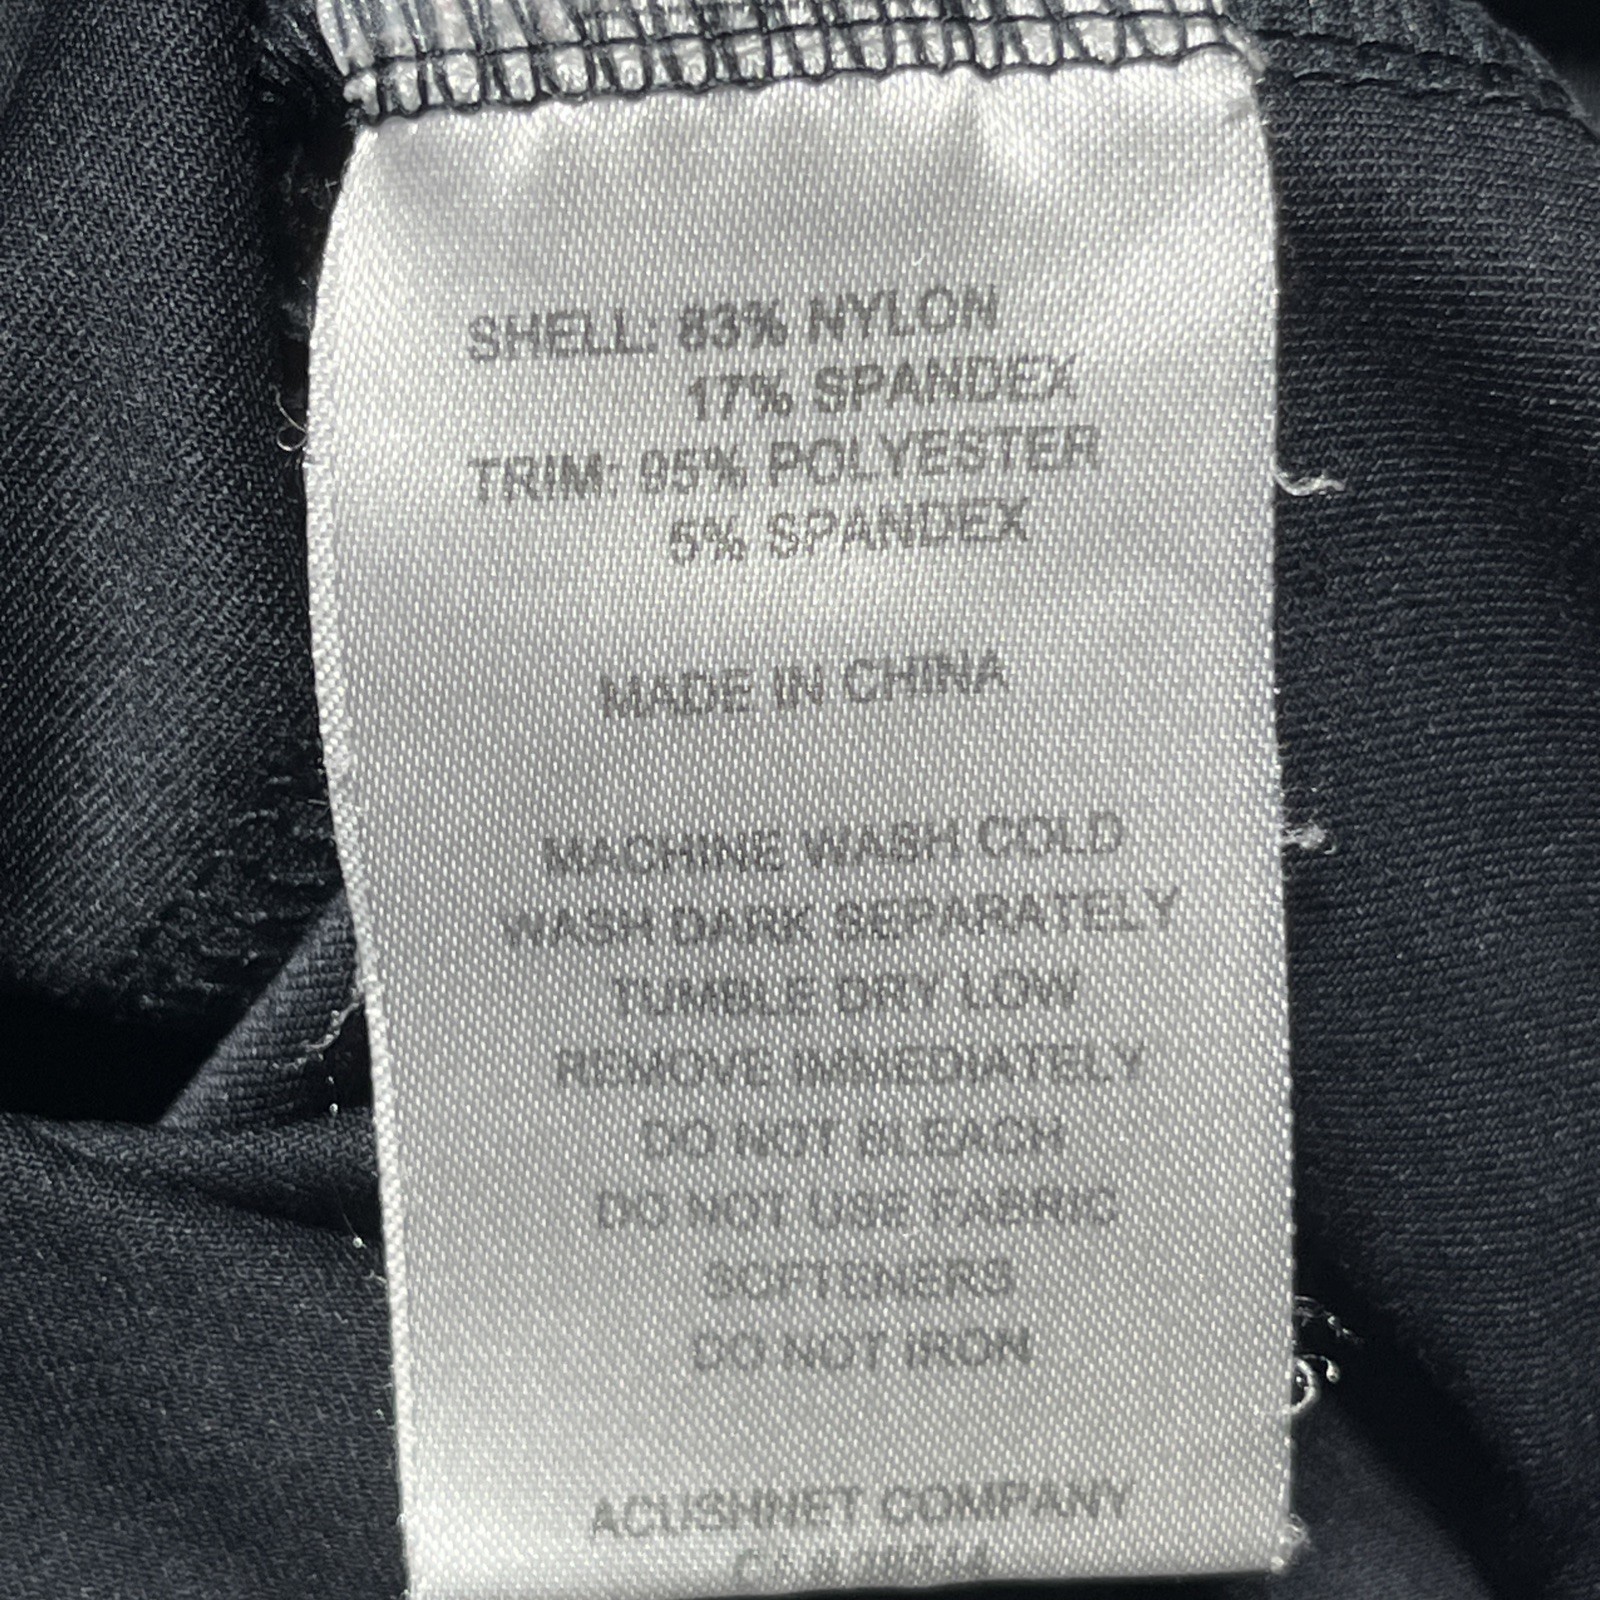 SHELL: 83% NYLON
17% SPANDEX
TRIM: 95% POLYESTER
5% SPANDEX
MADE IN CHINA
MACHINE WASH COLD
WASH DARK SEPARATELY
TUMBLE DRY LOW
REMOVE IMMEDIATELY
DO NOT BLEACH
DO NOT USE FABRIC
SOFTENERS
DO NOT IRON
ACUSHNET COMPANY